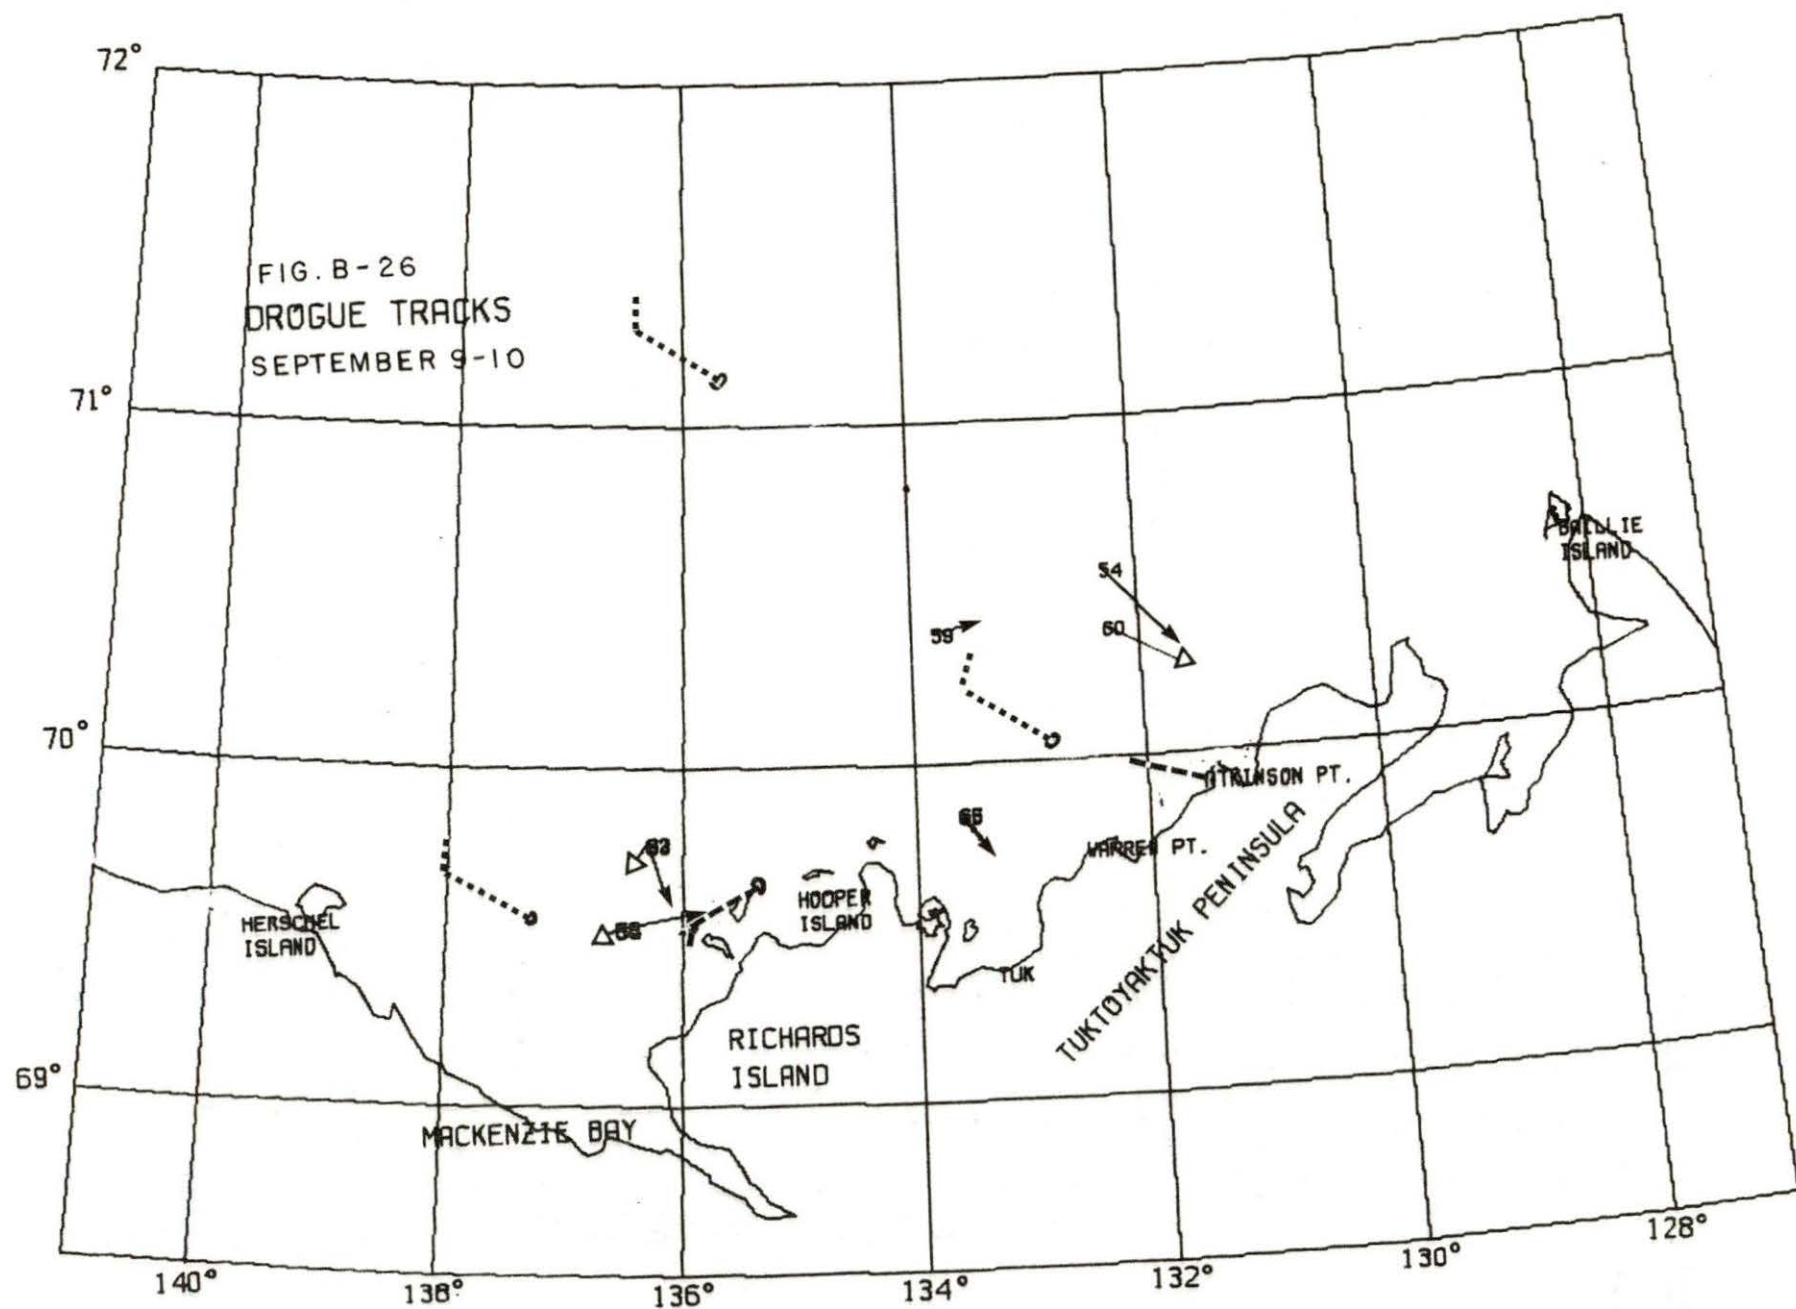 72°
FIG. B-26
DROGUE TRACKS
SEPTEMBER 9-10
71°
BAILLIE
ISLAND
54
59
60
70°
ATKINSON PT.
WARREN PT.
HOOPER
ISLAND
HERSCHEL
ISLAND
TUK
TUKTOYAKTUK PENINSULA
RICHARDS
ISLAND
69°
MACKENZIE BAY
140°
138°
136°
134°
132°
130°
128°